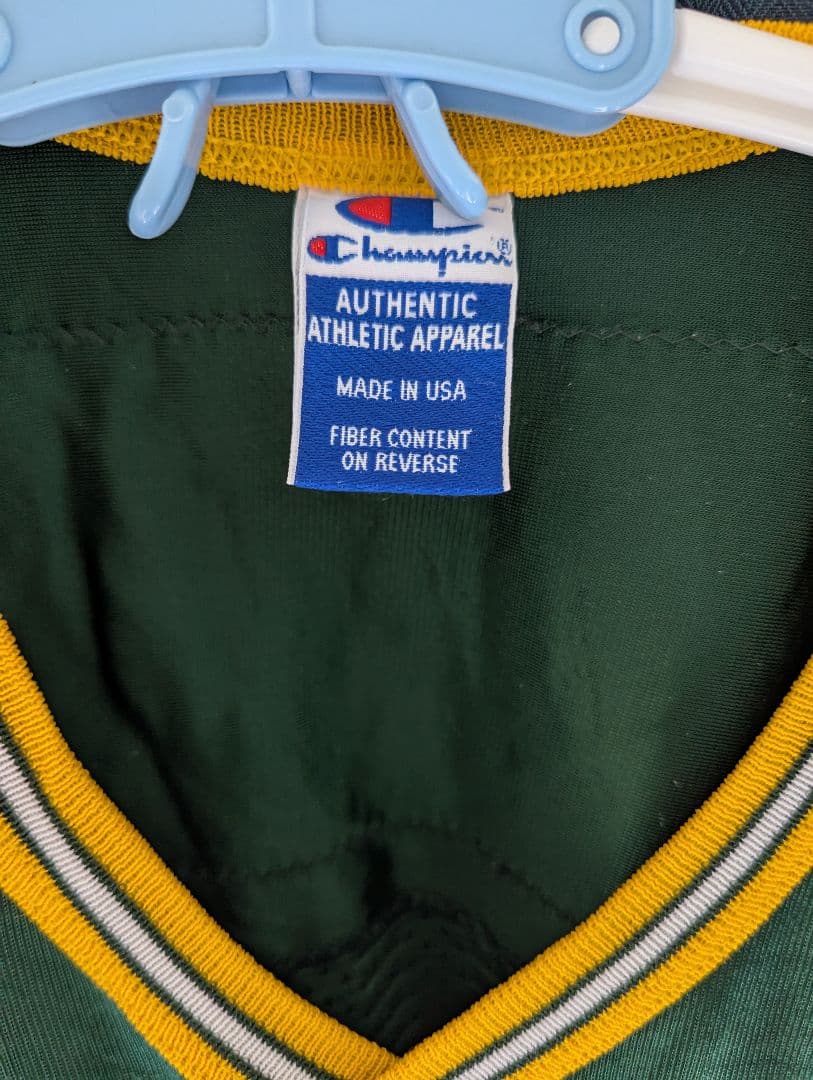 Champion®
AUTHENTIC
ATHLETIC APPAREL
MADE IN USA
FIBER CONTENT
ON REVERSE